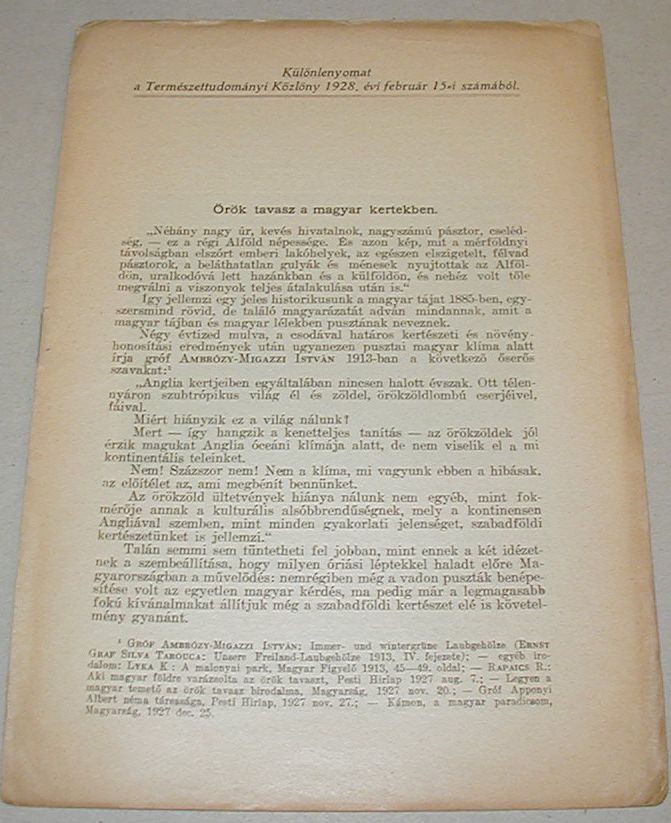 Különlenyomat
a Természettudományi Közlöny 1928. évi február 15-i számából.
Örök tavasz a magyar kertekben.
„Néhány nagy úr, kevés hivatalnok, nagyszámú pásztor, cseléd-
ség, — ez a régi Alföld népessége. És azon kép, mit a mérföldnyi
távolságban elszórt emberi lakóhelyek, az egészen elszigetelt, félvad
pásztorok, a beláthatatlan gulyák és ménesek nyujtottak az Alföl-
dön, uralkodóvá lett hazánkban és a külföldön, és nehéz volt tőle
megválni a viszonyok teljes átalakulása után is."
Igy jellemzi egy jeles historikusunk a magyar tájat 1885-ben, egy-
szersmind rövid, de találó magyarázatát adván mindannak, amit a
magyar tájban és magyar lélekben pusztának neveznek.
Négy évtized mulva, a csodával határos kertészeti és növény-
honosítási eredmények után ugyanezen pusztai magyar klíma alatt
írja gróf AMBRÓZY-MIGAZZI ISTVÁN 1913-ban a következő őserős
szavakat:¹
„Anglia kertjeiben egyáltalában nincsen halott évszak. Ott télen-
nyáron szubtrópikus világ él és zöldel, örökzöldlombú cserjéivel,
fáival.
Miért hiányzik ez a világ nálunk?
Mert — így hangzik a kenetteljes tanítás — az örökzöldek jól
érzik magukat Anglia óceáni klímája alatt, de nem viselik el a mi
kontinentális teleinket.
Nem! Százszor nem! Nem a klíma, mi vagyunk ebben a hibásak.
az előítélet az, ami megbénít bennünket.
Az örökzöld ültetvények hiánya nálunk nem egyéb, mint fok-
mérője annak a kulturális alsóbbrendűségnek, mely a kontinensen
Angliával szemben, mint minden gyakorlati jelenséget, szabadföldi
kertészetünket is jellemzi."
Talán semmi sem tüntetheti fel jobban, mint ennek a két idézet-
nek a szembeállítása, hogy milyen óriási léptekkel haladt előre Ma-
gyarországban a művelődés: nemrégiben még a vadon puszták benépe-
sítése volt az egyetlen magyar kérdés, ma pedig már a legmagasabb
fokú kívánalmakat állítjuk még a szabadföldi kertészet elé is követel-
mény gyanánt.
¹ GRÓF AMBRÓZY-MIGAZZI ISTVÁN: Immer- und wintergrüne Laubgehölze (ERNST
GRAF SILVA TAROUCA: Unsere Freiland-Laubgehölze 1913, IV. fejezete); — egyéb iro-
dalom: LYKA K.: A malonyai park, Magyar Figyelő 1913, 45—49. oldal; — RAPAICS R.:
Aki magyar földre varázsolta az örök tavaszt, Pesti Hirlap 1927 aug. 7.; — Legyen a
magyar temető az örök tavasz birodalma, Magyarság, 1927 nov. 20.; — Gróf Apponyi
Albert néma társasága, Pesti Hirlap, 1927 nov. 27.; — Kámon, a magyar paradicsom,
Magyarság, 1927 dec. 25.